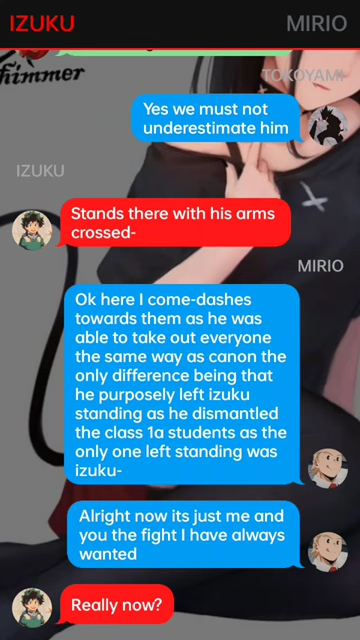 IZUKU
MIRIO
himmer
TOKOYAMI
Yes we must not
underestimate him
IZUKU
Stands there with his arms
crossed-
MIRIO
Ok here I come-dashes
towards them as he was
able to take out everyone
the same way as canon the
only difference being that
he purposely left izuku
standing as he dismantled
the class 1a students as the
only one left standing was
izuku-
Alright now its just me and
you the fight I have always
wanted
Really now?